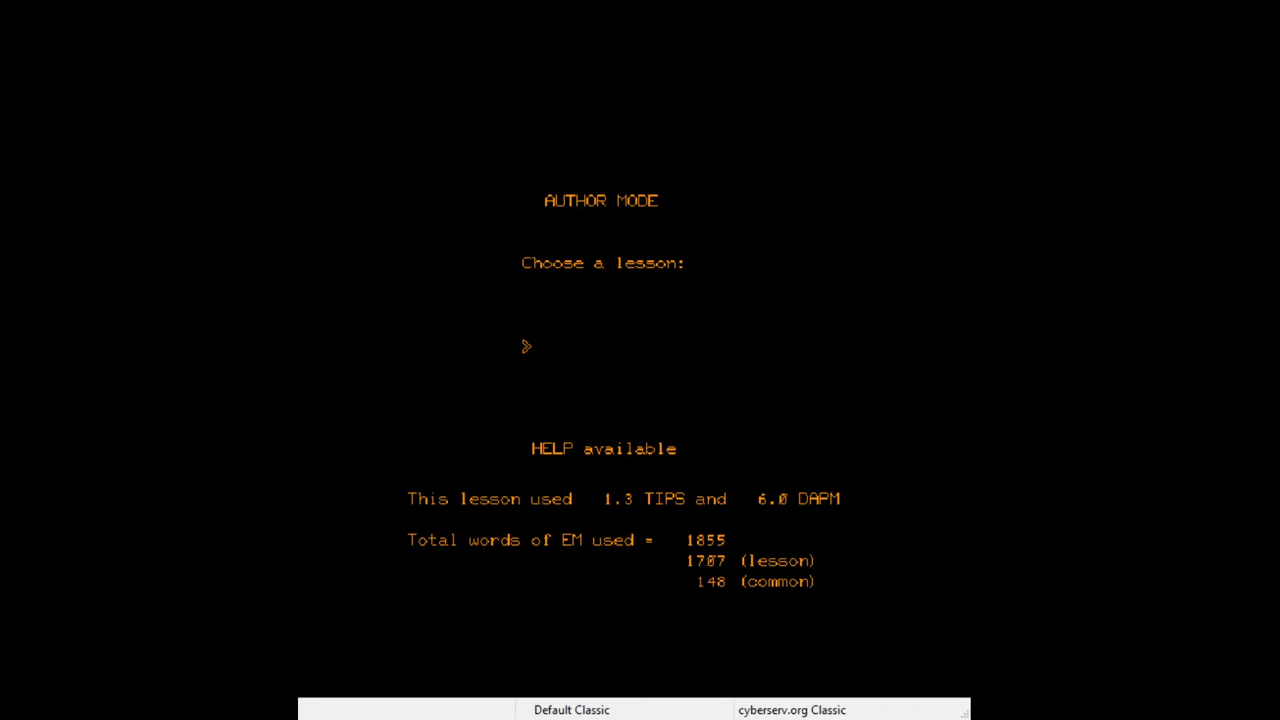 AUTHOR MODE
Choose a lesson:
>
HELP available
This lesson used 1.3 TIPS and 6.0 DAPM
Total words of EM used = 1855
1707 (lesson)
148 (common)
Default Classic cyberserv.org Classic